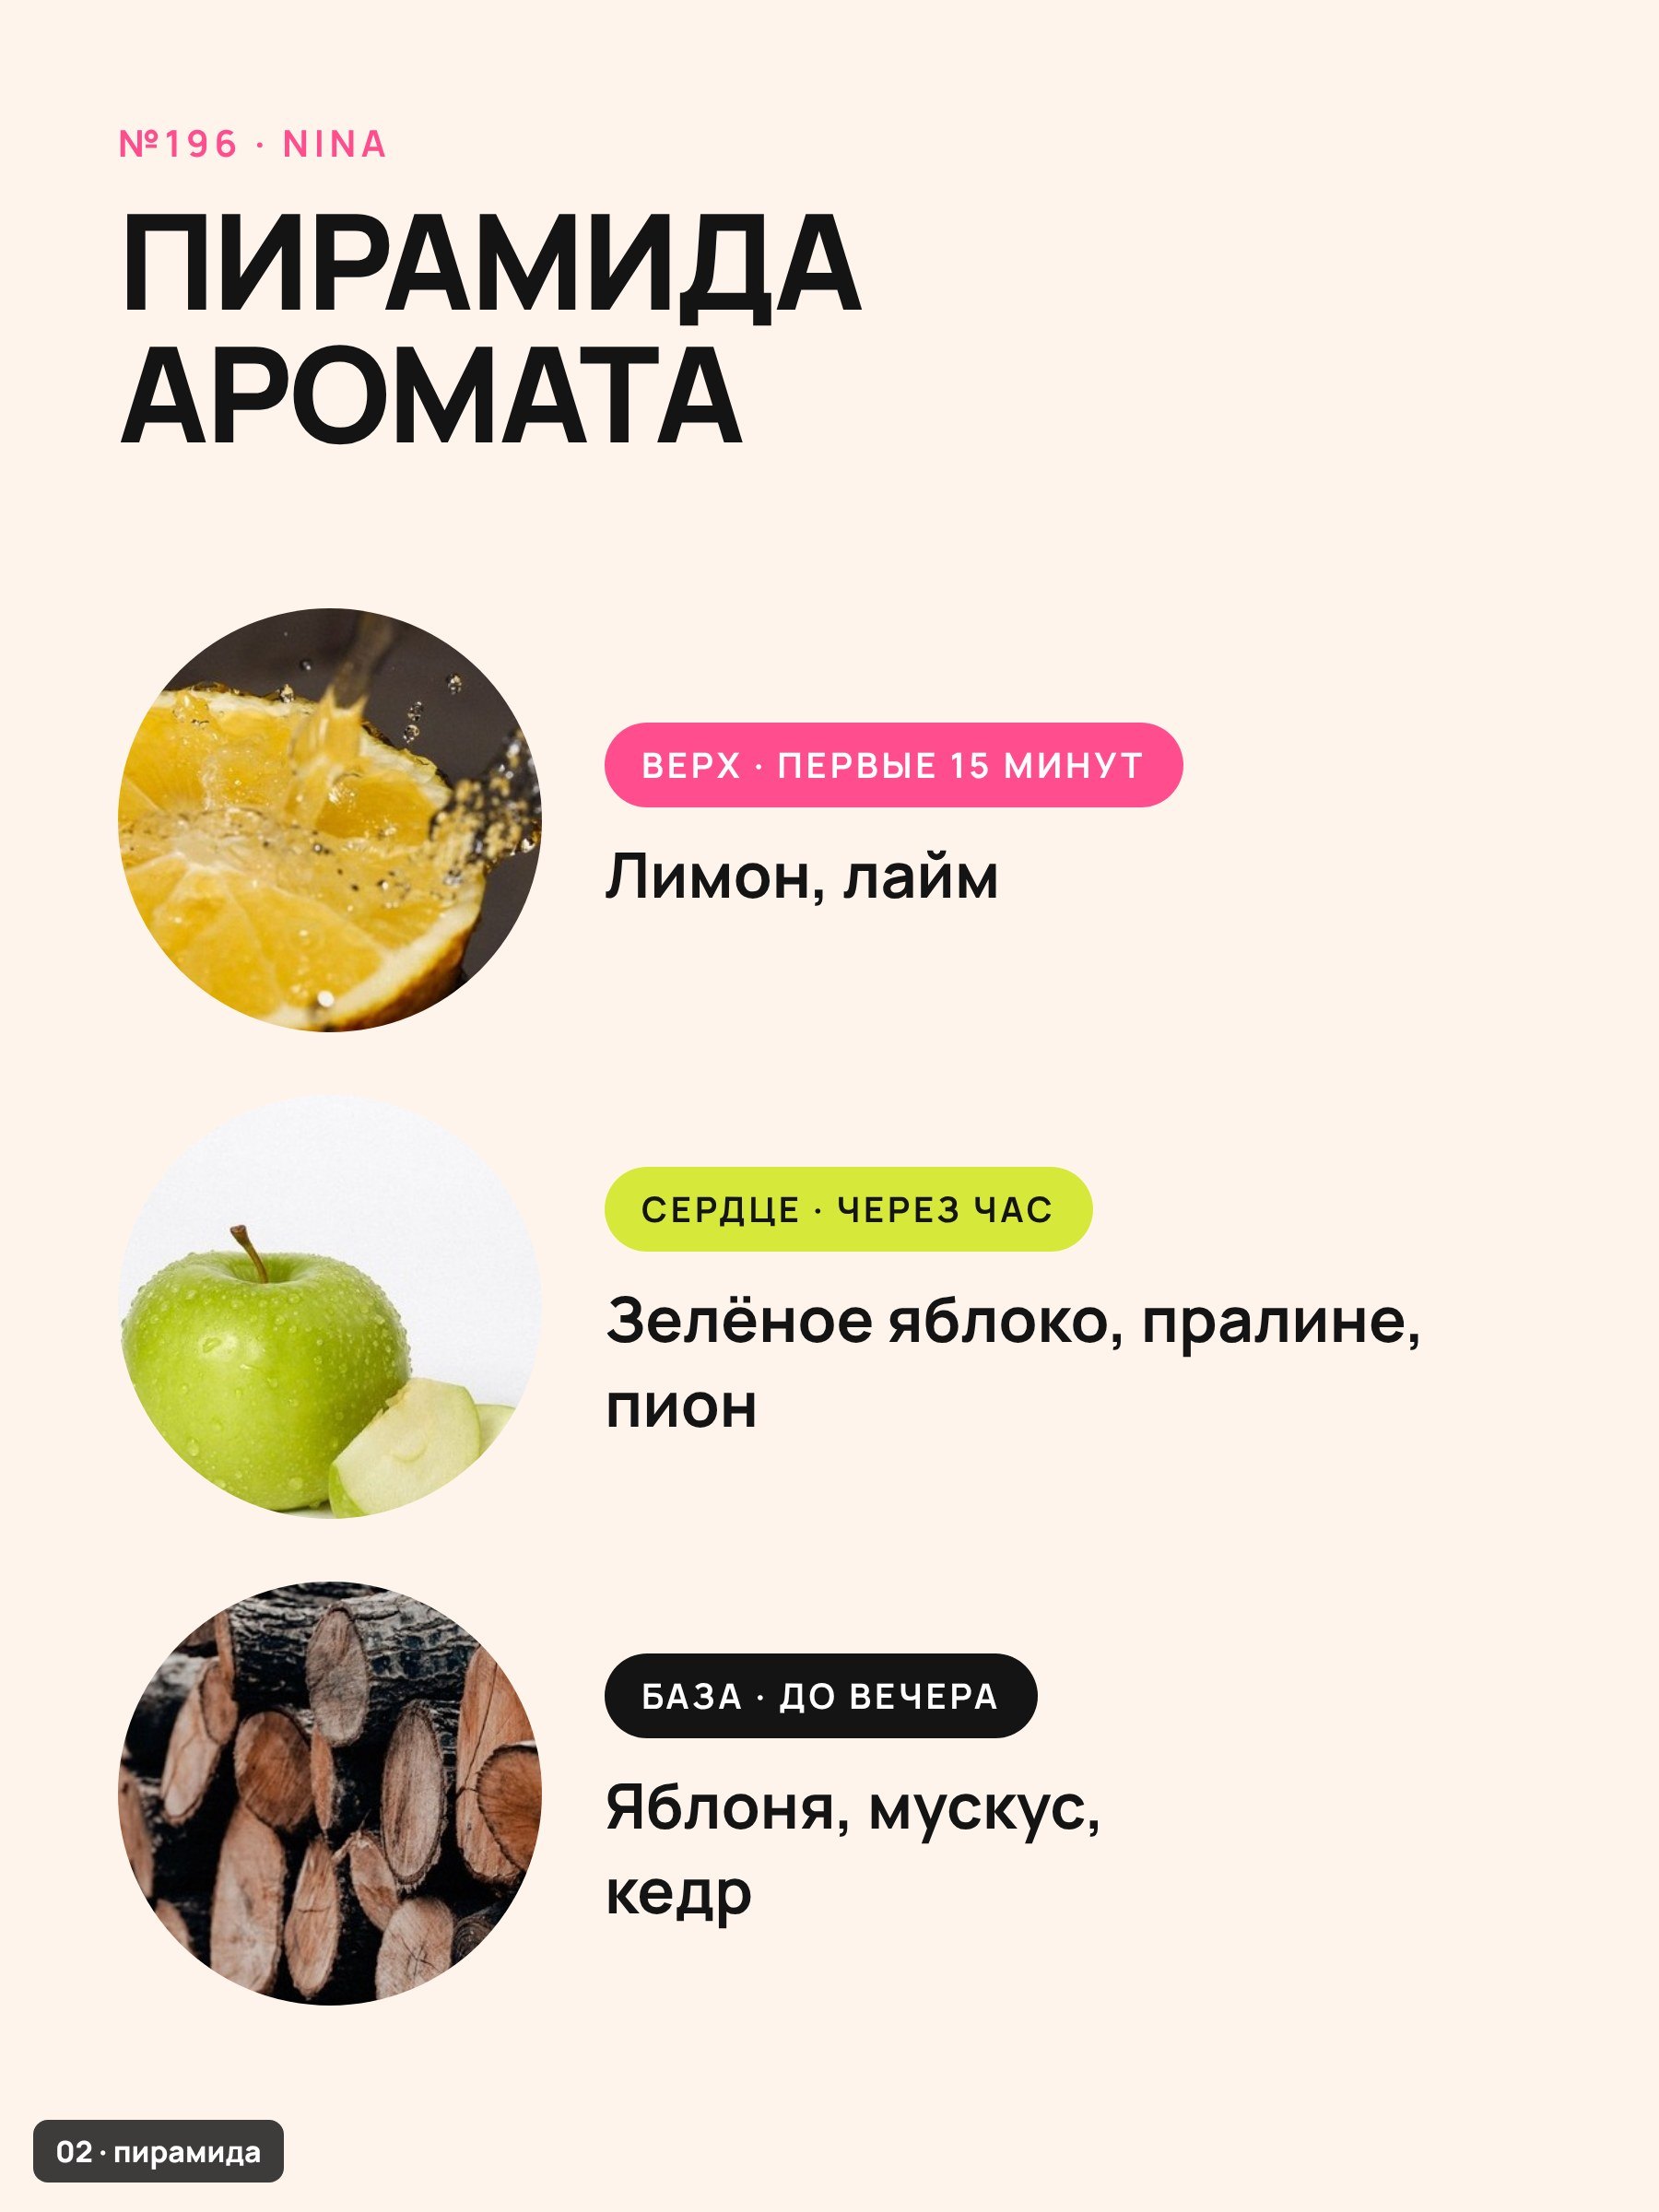 №196 · NINA
ПИРАМИДА
АРОМАТА
ВЕРХ · ПЕРВЫЕ 15 МИНУТ
Лимон, лайм
СЕРДЦЕ · ЧЕРЕЗ ЧАС
Зелёное яблоко, пралине,
пион
БАЗА · ДО ВЕЧЕРА
Яблоня, мускус,
кедр
02 · пирамида